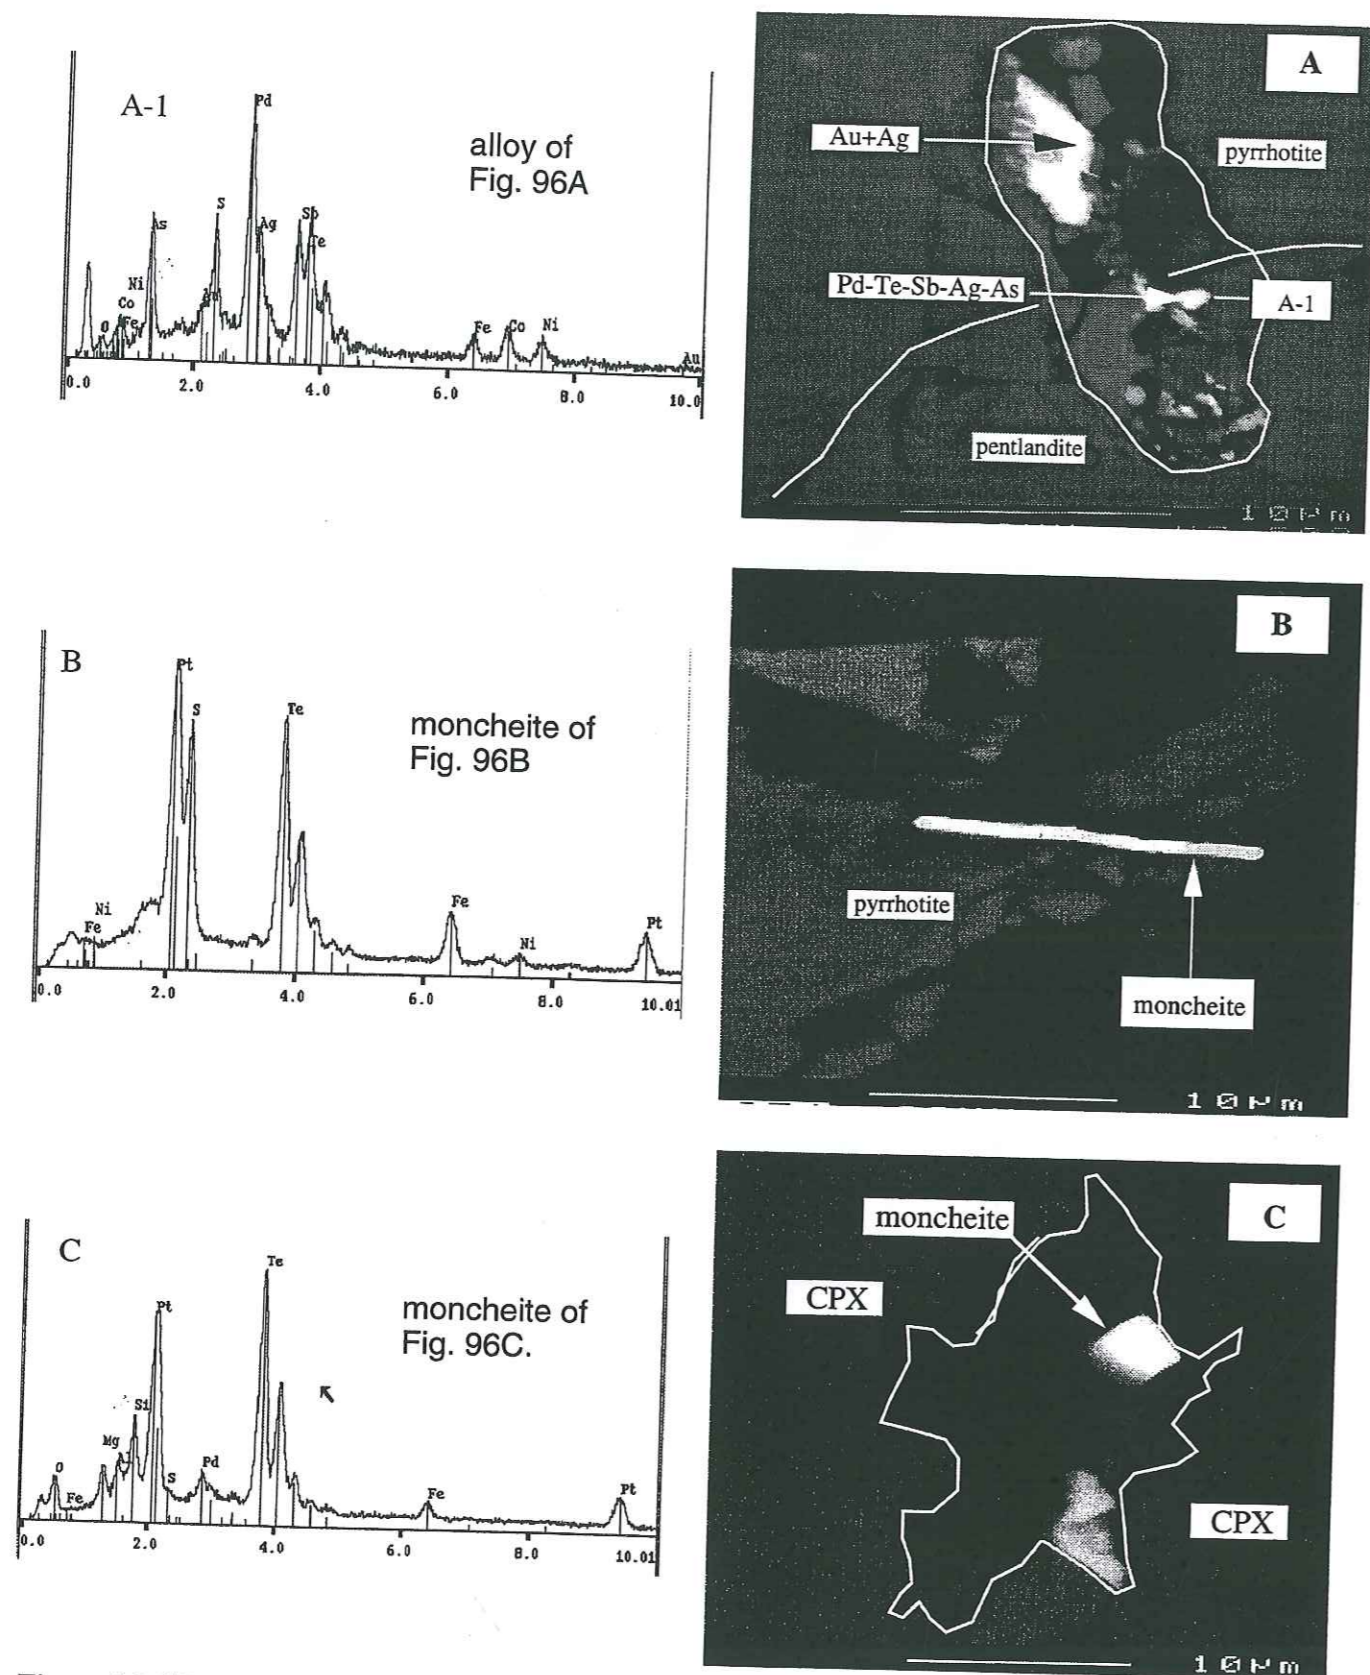 A-1
Pd
As
S
Ag
Sb
Te
Ni
Co
Fe
O
Fe
Co
Ni
Au
0.0 2.0 4.0 6.0 8.0 10.0
alloy of
Fig. 96A
A
Au+Ag
pyrrhotite
Pd-Te-Sb-Ag-As
A-1
pentlandite
10µm
B
Pt
S
Te
Ni
Fe
Fe
Ni
Pt
0.0 2.0 4.0 6.0 8.0 10.01
moncheite of
Fig. 96B
B
pyrrhotite
moncheite
10µm
C
Te
Pt
Si
Mg
O
Fe
S
Pd
Fe
Pt
0.0 2.0 4.0 6.0 8.0 10.01
moncheite of
Fig. 96C.
C
moncheite
CPX
CPX
10µm